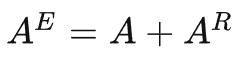 A^E = A + A^R